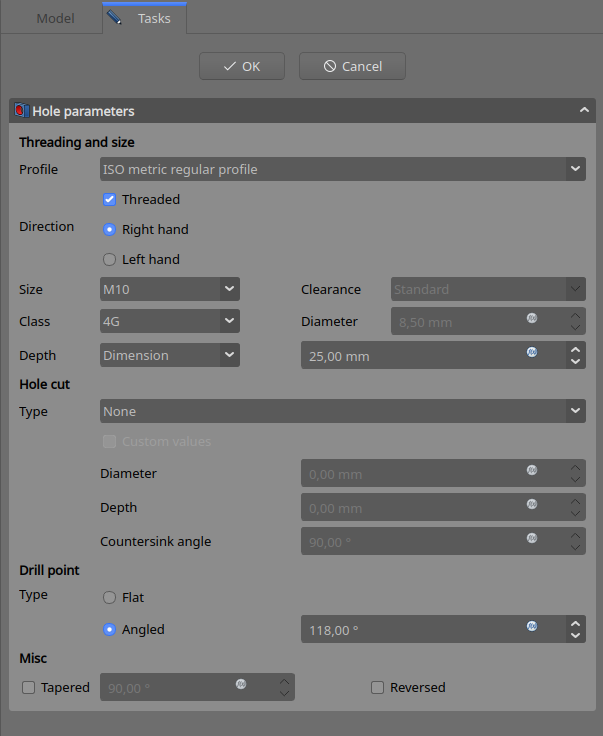 Model Tasks
OK Cancel
Hole parameters
Threading and size
Profile ISO metric regular profile
Threaded
Direction Right hand
Left hand
Size M10 Clearance Standard
Class 4G Diameter 8,50 mm
Depth Dimension 25,00 mm
Hole cut
Type None
Custom values
Diameter 0,00 mm
Depth 0,00 mm
Countersink angle 90,00 °
Drill point
Type Flat
Angled 118,00 °
Misc
Tapered 90,00 ° Reversed